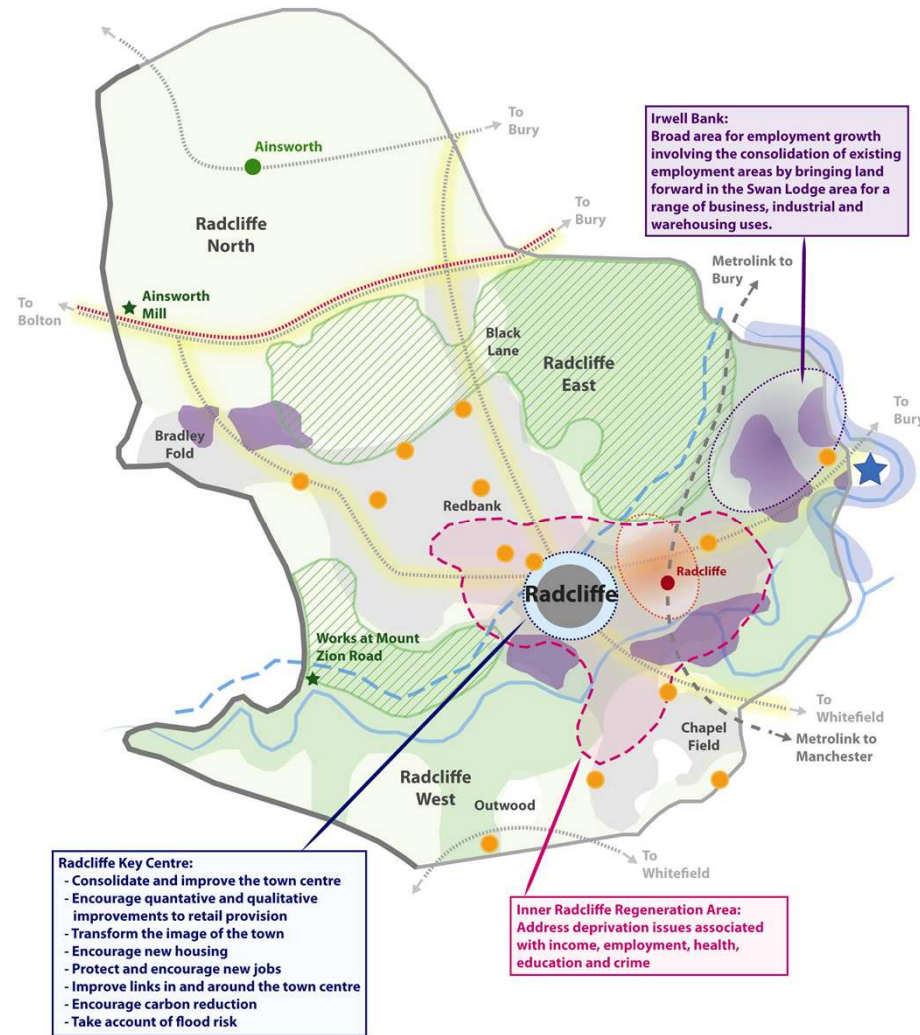 Irwell Bank:
Broad area for employment growth
involving the consolidation of existing
employment areas by bringing land
forward in the Swan Lodge area for a
range of business, industrial and
warehousing uses.
To
Bury
Ainsworth
Radcliffe
North
To
Bury
Metrolink to
Bury
Ainsworth
Mill
To
Bolton
Black
Lane
Radcliffe
East
To
Bury
Bradley
Fold
Redbank
Radcliffe
Radcliffe
Works at Mount
Zion Road
To
Whitefield
Chapel
Field
Metrolink to
Manchester
Radcliffe
West
Outwood
To
Whitefield
Radcliffe Key Centre:
- Consolidate and improve the town centre
- Encourage quantative and qualitative
improvements to retail provision
- Transform the image of the town
- Encourage new housing
- Protect and encourage new jobs
- Improve links in and around the town centre
- Encourage carbon reduction
- Take account of flood risk
Inner Radcliffe Regeneration Area:
Address deprivation issues associated
with income, employment, health,
education and crime